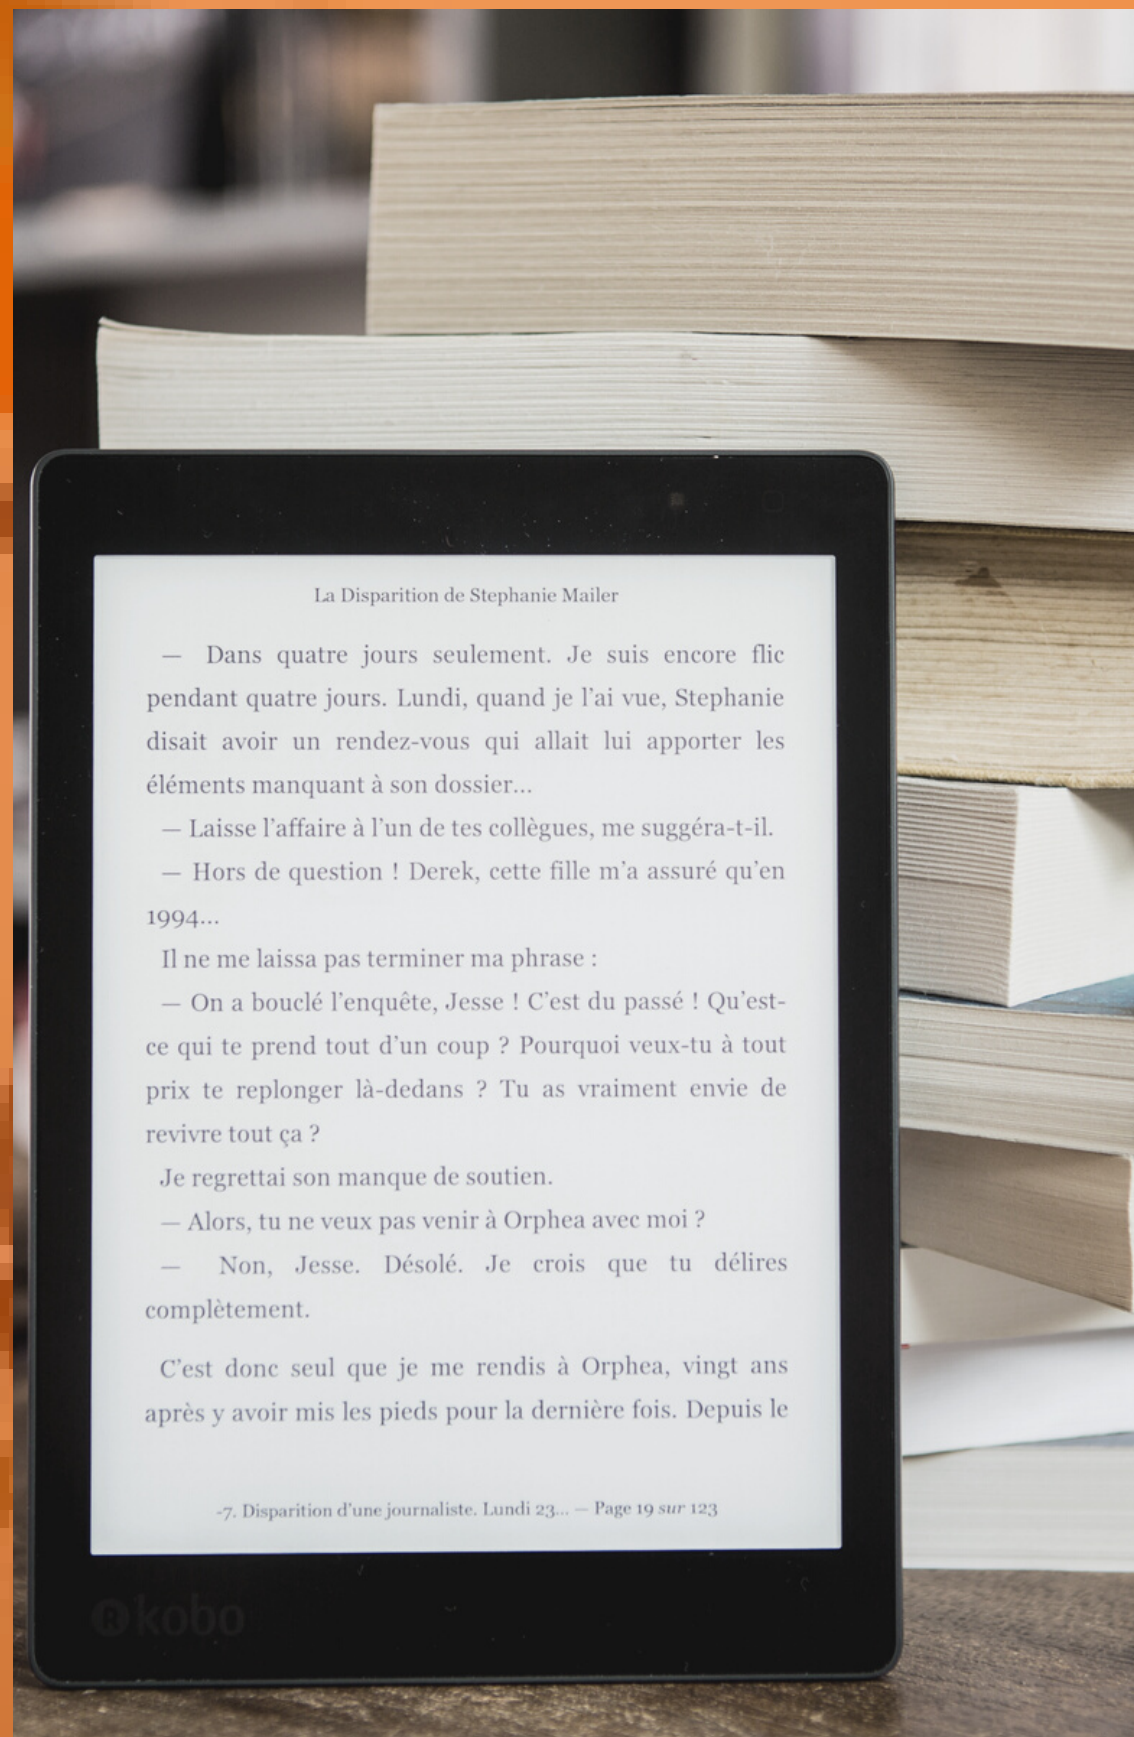 La Disparition de Stephanie Mailer
— Dans quatre jours seulement. Je suis encore flic
pendant quatre jours. Lundi, quand je l'ai vue, Stephanie
disait avoir un rendez-vous qui allait lui apporter les
éléments manquant à son dossier...
— Laisse l'affaire à l'un de tes collègues, me suggéra-t-il.
— Hors de question ! Derek, cette fille m'a assuré qu'en
1994...
Il ne me laissa pas terminer ma phrase :
— On a bouclé l'enquête, Jesse ! C'est du passé ! Qu'est-
ce qui te prend tout d'un coup ? Pourquoi veux-tu à tout
prix te replonger là-dedans ? Tu as vraiment envie de
revivre tout ça ?
Je regrettai son manque de soutien.
— Alors, tu ne veux pas venir à Orphea avec moi ?
— Non, Jesse. Désolé. Je crois que tu délires
complètement.
C'est donc seul que je me rendis à Orphea, vingt ans
après y avoir mis les pieds pour la dernière fois. Depuis le
-7. Disparition d'une journaliste. Lundi 23... — Page 19 sur 123
R kobo